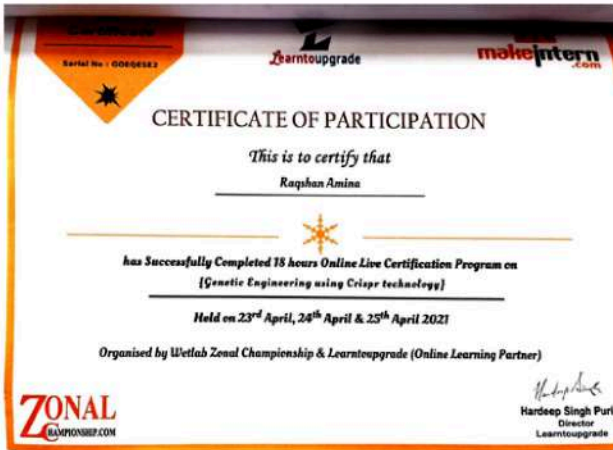 Serial No : GOEQESE2
Learntoupgrade
makeintern
.com
CERTIFICATE OF PARTICIPATION
This is to certify that
Raqshan Amina
has Successfully Completed 18 hours Online Live Certification Program on
{Genetic Engineering using Crispr technology}
Held on 23rd April, 24th April & 25th April 2021
Organised by Wetlab Zonal Championship & Learntoupgrade (Online Learning Partner)
ZONAL
CHAMPIONSHIP.COM
Hardeep Singh Puri
Director
Learntoupgrade